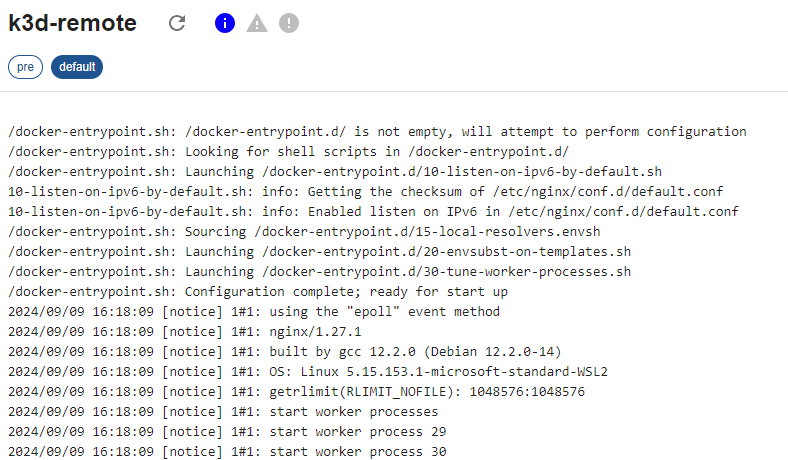 k3d-remote
pre default
/docker-entrypoint.sh: /docker-entrypoint.d/ is not empty, will attempt to perform configuration
/docker-entrypoint.sh: Looking for shell scripts in /docker-entrypoint.d/
/docker-entrypoint.sh: Launching /docker-entrypoint.d/10-listen-on-ipv6-by-default.sh
10-listen-on-ipv6-by-default.sh: info: Getting the checksum of /etc/nginx/conf.d/default.conf
10-listen-on-ipv6-by-default.sh: info: Enabled listen on IPv6 in /etc/nginx/conf.d/default.conf
/docker-entrypoint.sh: Sourcing /docker-entrypoint.d/15-local-resolvers.envsh
/docker-entrypoint.sh: Launching /docker-entrypoint.d/20-envsubst-on-templates.sh
/docker-entrypoint.sh: Launching /docker-entrypoint.d/30-tune-worker-processes.sh
/docker-entrypoint.sh: Configuration complete; ready for start up
2024/09/09 16:18:09 [notice] 1#1: using the "epoll" event method
2024/09/09 16:18:09 [notice] 1#1: nginx/1.27.1
2024/09/09 16:18:09 [notice] 1#1: built by gcc 12.2.0 (Debian 12.2.0-14)
2024/09/09 16:18:09 [notice] 1#1: OS: Linux 5.15.153.1-microsoft-standard-WSL2
2024/09/09 16:18:09 [notice] 1#1: getrlimit(RLIMIT_NOFILE): 1048576:1048576
2024/09/09 16:18:09 [notice] 1#1: start worker processes
2024/09/09 16:18:09 [notice] 1#1: start worker process 29
2024/09/09 16:18:09 [notice] 1#1: start worker process 30